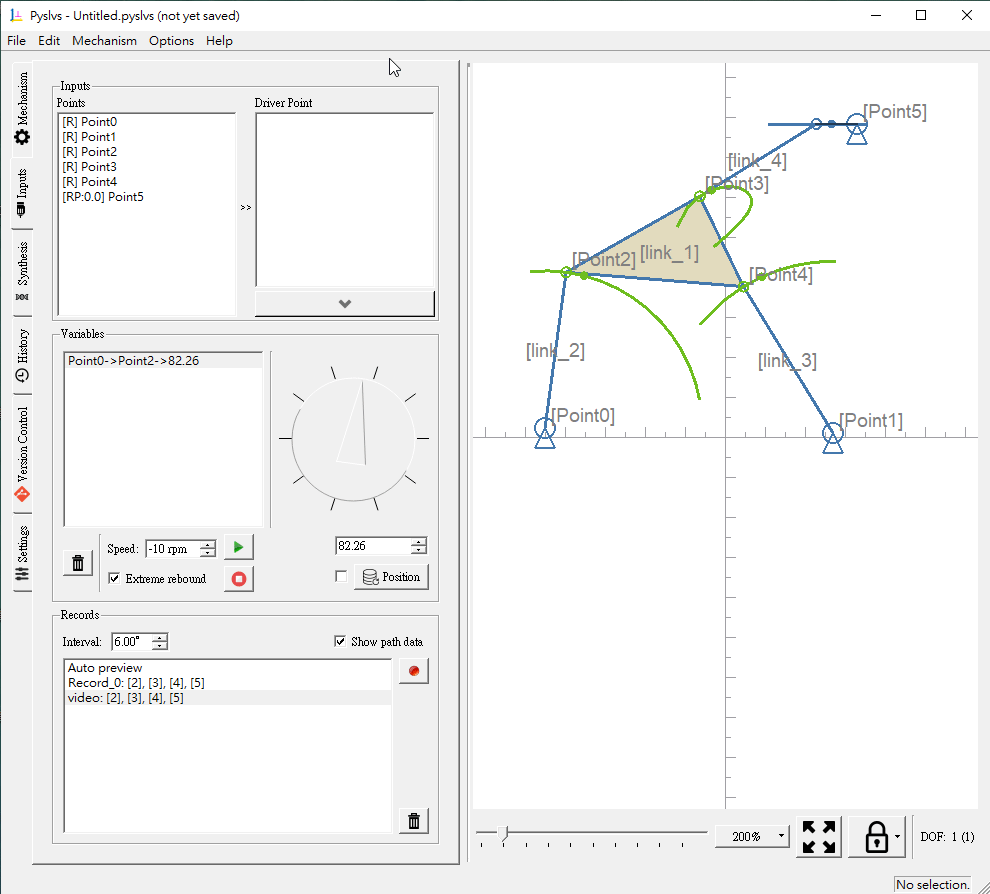 Pyslvs - Untitled.pyslvs (not yet saved)
File Edit Mechanism Options Help
Mechanism
Inputs
Synthesis
History
Version Control
Settings
Inputs
Points
Driver Point
[R] Point0
[R] Point1
[R] Point2
[R] Point3
[R] Point4
[RP:0.0] Point5
>>
Variables
Point0->Point2->82.26
Speed: -10 rpm
Extreme rebound
82.26
Position
Records
Interval: 6.00°
Show path data
Auto preview
Record_0: [2], [3], [4], [5]
video: [2], [3], [4], [5]
[Point5]
[link_4]
[Point3]
[link_1]
[Point2]
[Point4]
[link_2]
[link_3]
[Point0]
[Point1]
200%
DOF: 1 (1)
No selection.